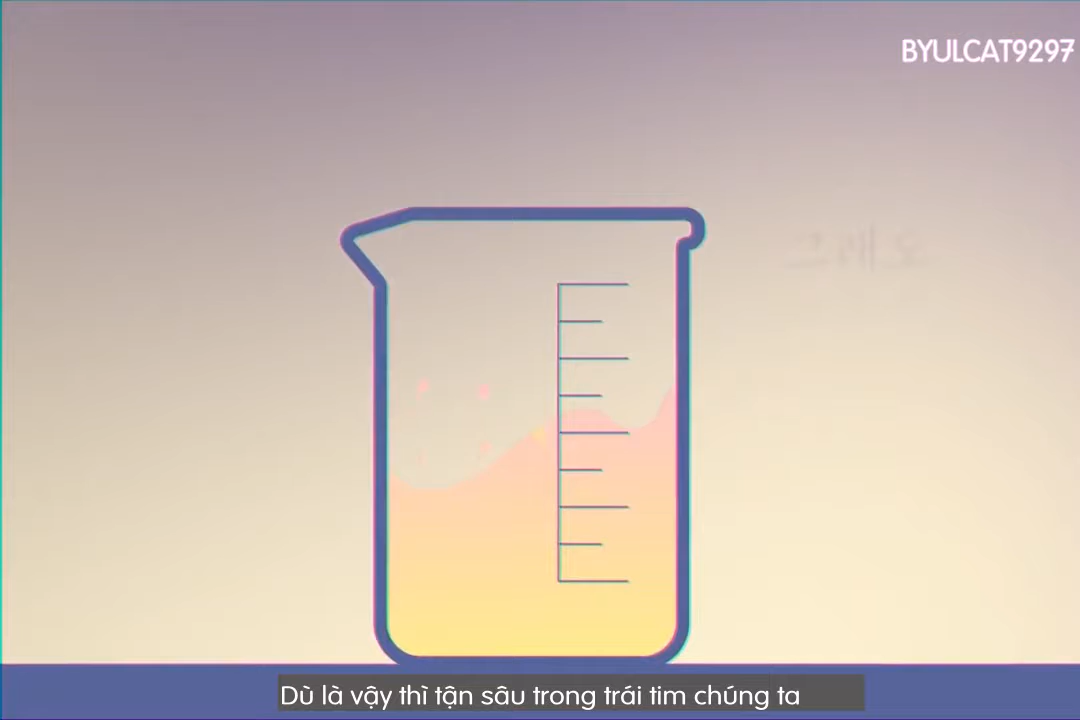 BYULCAT9297
Dù là vậy thì tận sâu trong trái tim chúng ta